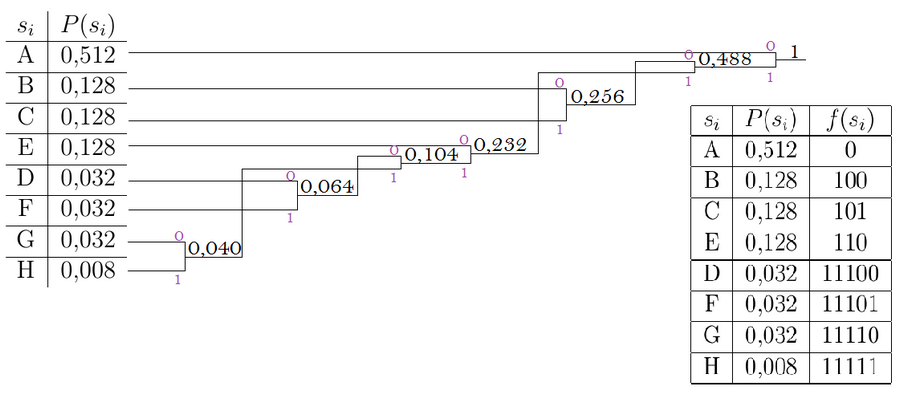 s_i P(s_i)
A 0,512
B 0,128
C 0,128
E 0,128
D 0,032
F 0,032
G 0,032
H 0,008
0 1 0,040
0 1 0,064
0 1 0,104
0 1 0,232
0 1 0,256
0 1 0,488
0 1 1
s_i P(s_i) f(s_i)
A 0,512 0
B 0,128 100
C 0,128 101
E 0,128 110
D 0,032 11100
F 0,032 11101
G 0,032 11110
H 0,008 11111